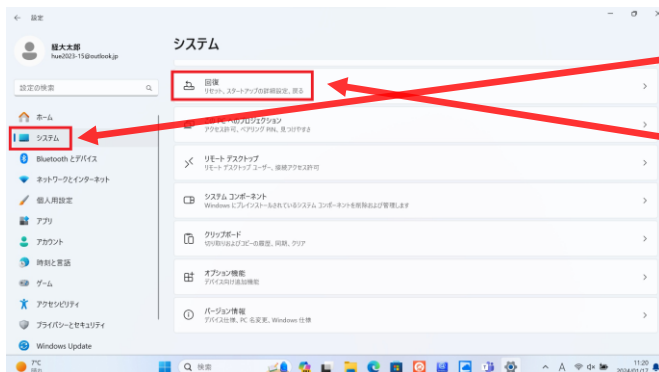 ← 設定
経大太郎
hue2023-15@outlook.jp
設定の検索
ホーム
システム
Bluetooth とデバイス
ネットワークとインターネット
個人用設定
アプリ
アカウント
時刻と言語
ゲーム
アクセシビリティ
プライバシーとセキュリティ
Windows Update
システム
回復
リセット、スタートアップの詳細設定、戻る
この PC へのプロジェクション
アクセス許可、ペアリング PIN、見つけやすさ
リモート デスクトップ
リモート デスクトップ ユーザー、接続アクセス許可
システム コンポーネント
Windows にプレインストールされているシステム コンポーネントを削除および管理します
クリップボード
切り取りおよびコピーの履歴、同期、クリア
オプション機能
デバイス向け追加機能
バージョン情報
デバイス仕様、PC 名変更、Windows 仕様
7°C
検索
A
11:20
2024/01/17